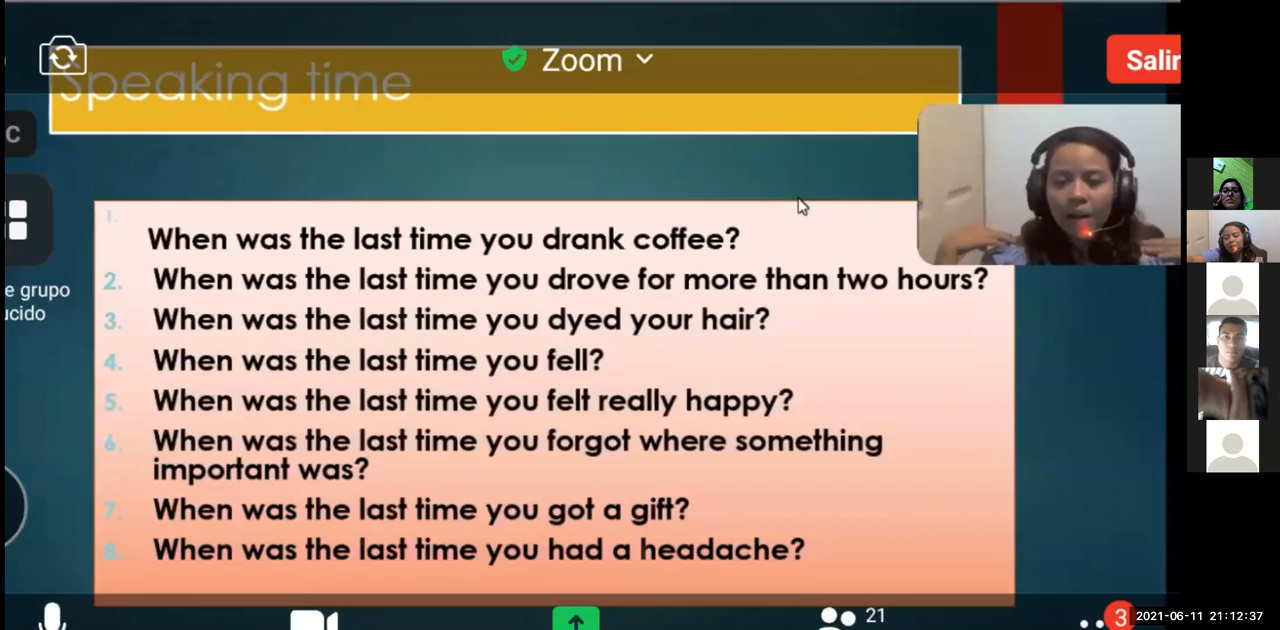 Zoom
Salir
Speaking time
C
1.
When was the last time you drank coffee?
2. When was the last time you drove for more than two hours?
3. When was the last time you dyed your hair?
e grupo
ucido
4. When was the last time you fell?
5. When was the last time you felt really happy?
6. When was the last time you forgot where something
important was?
7. When was the last time you got a gift?
8. When was the last time you had a headache?
21
3
2021-06-11 21:12:37